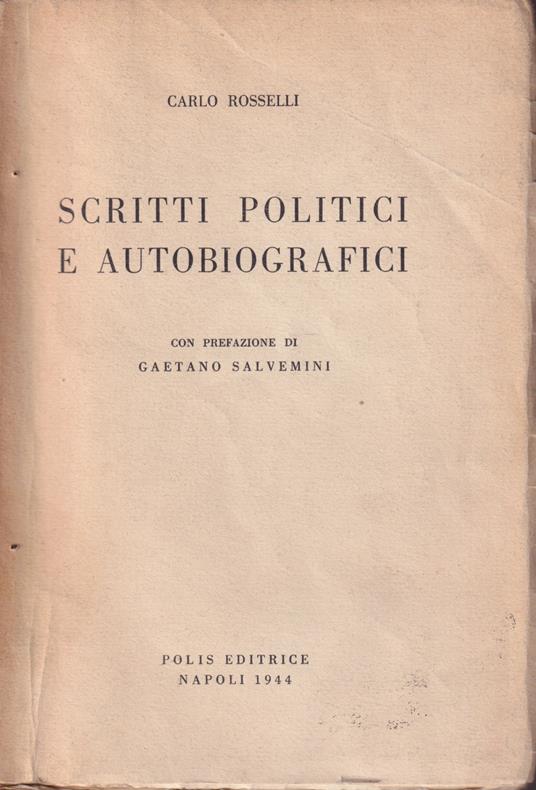 CARLO ROSSELLI
SCRITTI POLITICI
E AUTOBIOGRAFICI
CON PREFAZIONE DI
GAETANO SALVEMINI
POLIS EDITRICE
NAPOLI 1944